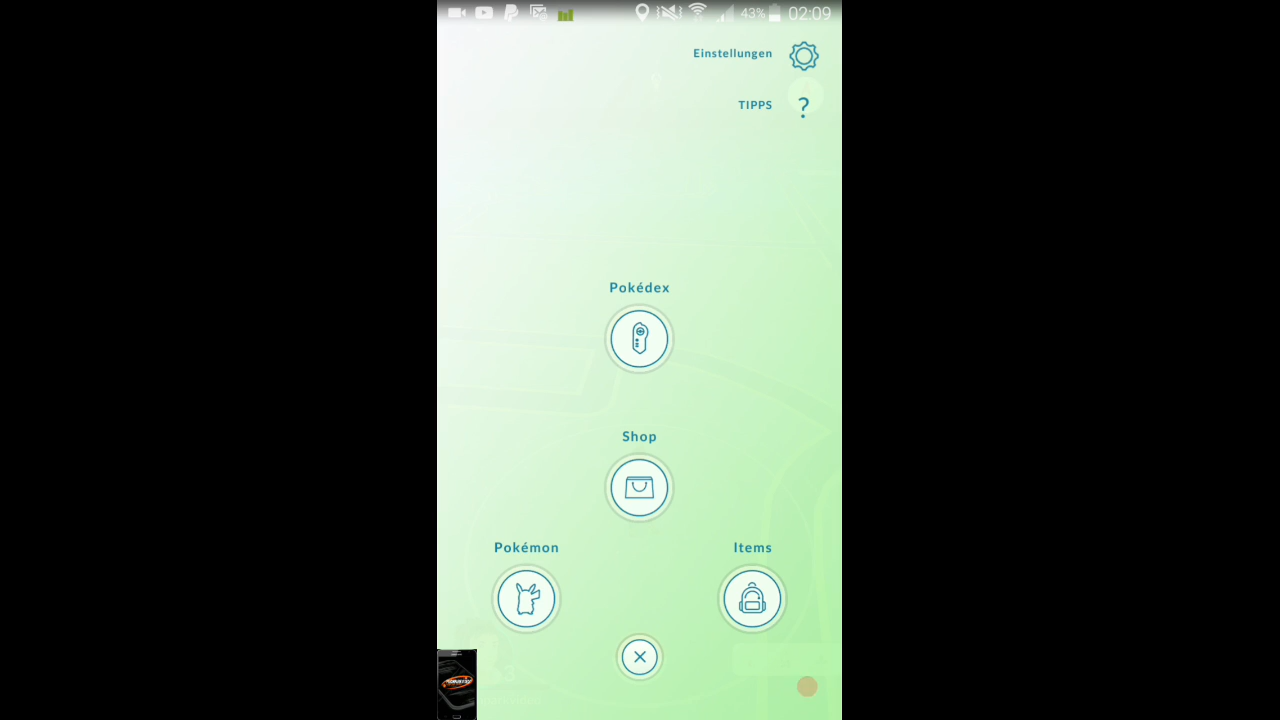 43% 02:09
Einstellungen
TIPPS
?
Pokédex
Shop
Pokémon
Items